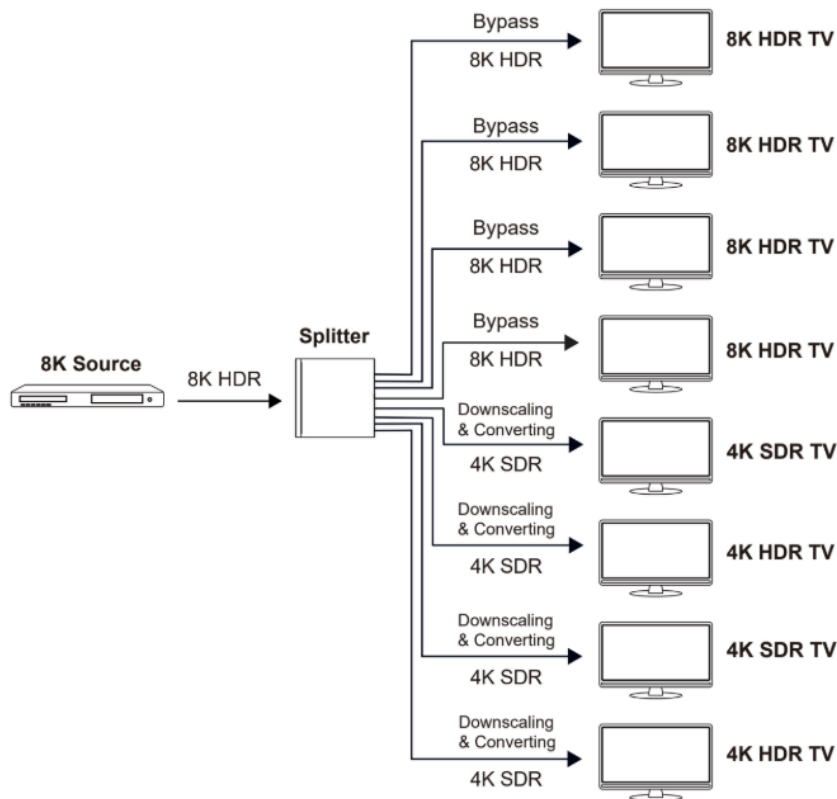 Bypass
8K HDR
8K HDR TV
Bypass
8K HDR
8K HDR TV
Bypass
8K HDR
8K HDR TV
Splitter
Bypass
8K HDR
8K HDR TV
8K Source
8K HDR
Downscaling
& Converting
4K SDR
4K SDR TV
Downscaling
& Converting
4K SDR
4K HDR TV
Downscaling
& Converting
4K SDR
4K SDR TV
Downscaling
& Converting
4K SDR
4K HDR TV